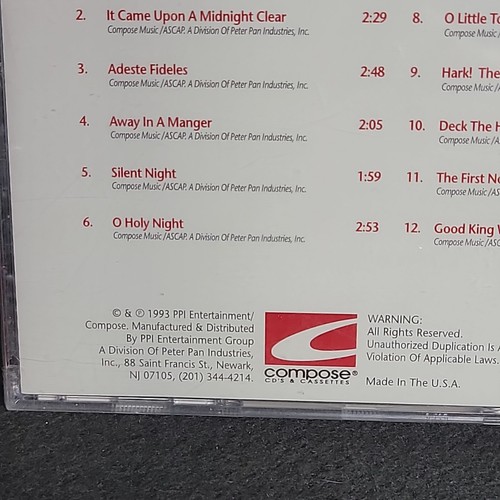 2. It Came Upon A Midnight Clear 2:29
Compose Music /ASCAP. A Division Of Peter Pan Industries, Inc.
3. Adeste Fideles 2:48
Compose Music /ASCAP. A Division Of Peter Pan Industries, Inc.
4. Away In A Manger 2:05
Compose Music /ASCAP. A Division Of Peter Pan Industries, Inc.
5. Silent Night 1:59
Compose Music /ASCAP. A Division Of Peter Pan Industries, Inc.
6. O Holy Night 2:53
Compose Music /ASCAP. A Division Of Peter Pan Industries, Inc.
8. O Little
Compose Music
9. Hark! The
Compose Music
10. Deck The
Compose Music
11. The First
Compose Music
12. Good King
Compose Music
© & ℗ 1993 PPI Entertainment/
Compose. Manufactured & Distributed
By PPI Entertainment Group
A Division Of Peter Pan Industries,
Inc., 88 Saint Francis St., Newark,
NJ 07105, (201) 344-4214.
compose®
CD'S & CASSETTES
WARNING:
All Rights Reserved.
Unauthorized Duplication Is
Violation Of Applicable Laws.
Made In The U.S.A.